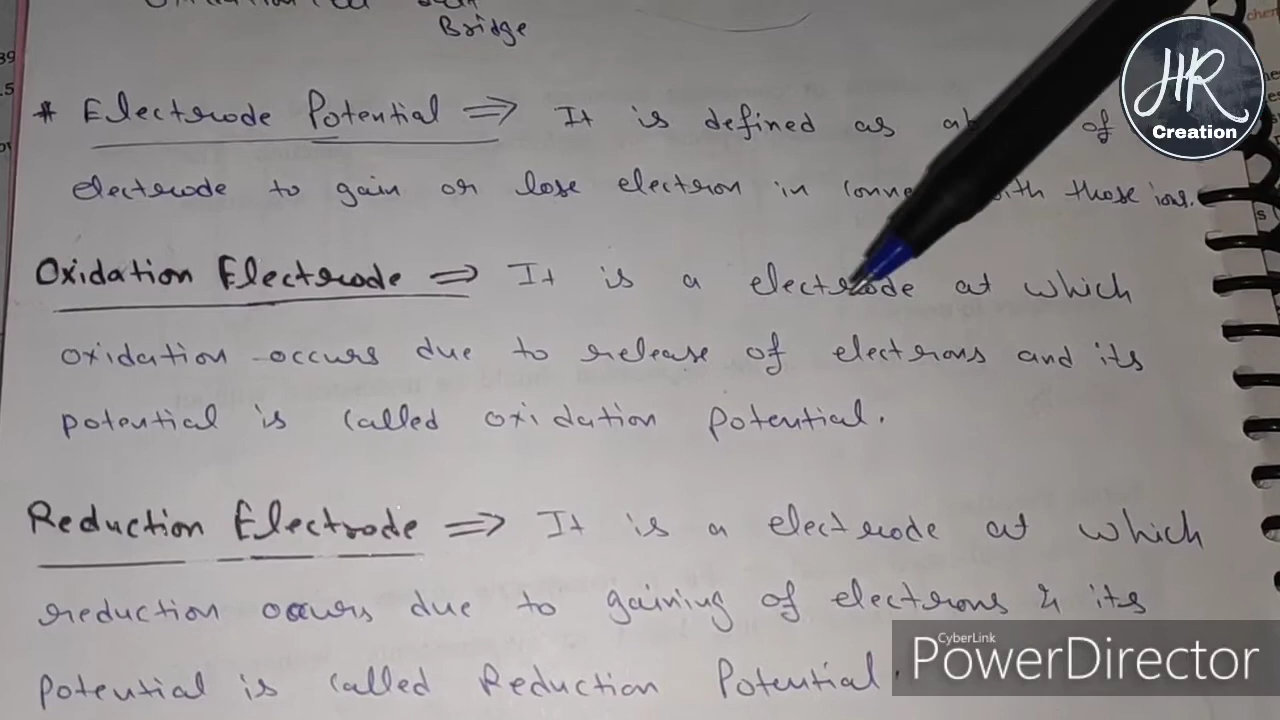 Bridge
* Electrode Potential ⇒ It is defined as of
electrode to gain or lose electron in with those ions.
Oxidation Electrode ⇒ It is a electrode at which
oxidation occurs due to release of electrons and its
potential is called oxidation potential.
Reduction Electrode ⇒ It is a electrode at which
reduction occurs due to gaining of electrons & its
potential is called Reduction Potential.
HR
Creation
CyberLink
PowerDirector